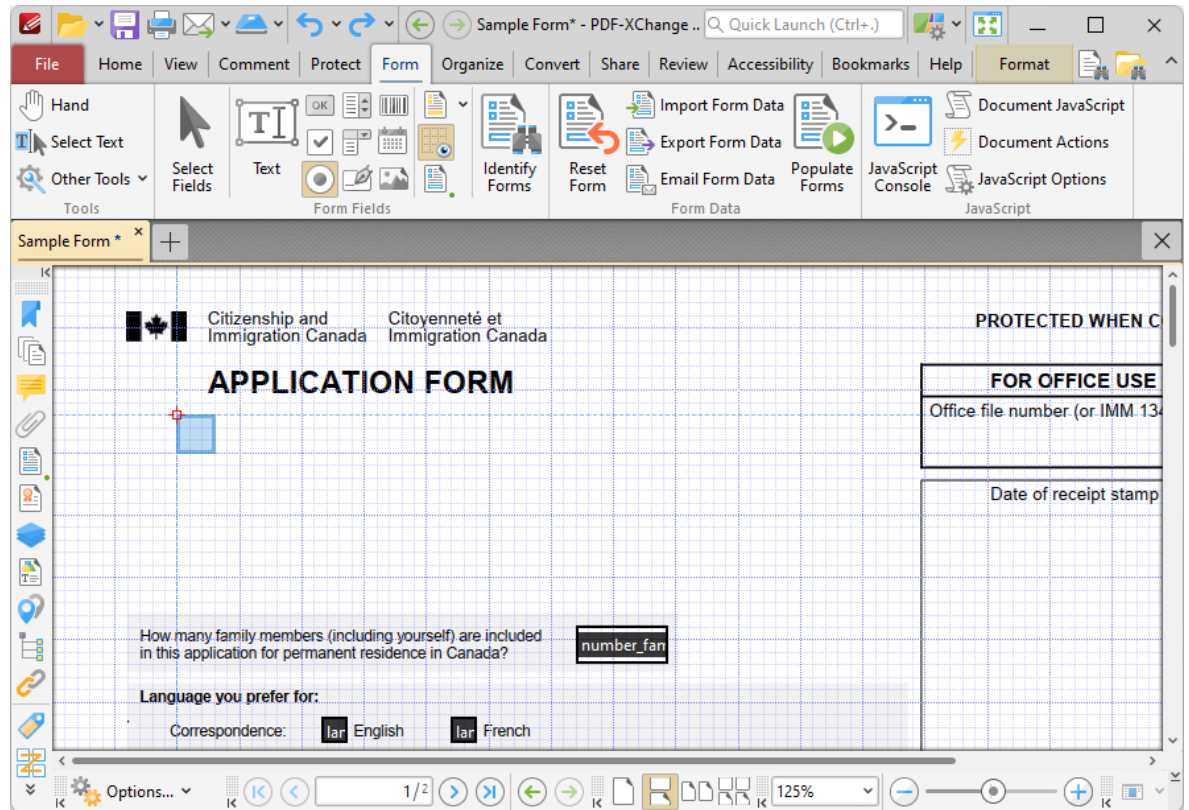 Sample Form* - PDF-XChange .. Quick Launch (Ctrl+.)
File Home View Comment Protect Form Organize Convert Share Review Accessibility Bookmarks Help Format
Hand
Select Text
Other Tools
Tools
Select Fields
Text
OK
Form Fields
Identify Forms
Reset Form
Import Form Data
Export Form Data
Email Form Data
Populate Forms
Form Data
JavaScript Console
Document JavaScript
Document Actions
JavaScript Options
JavaScript
Sample Form *
Citizenship and Citoyenneté et
Immigration Canada Immigration Canada
PROTECTED WHEN C
APPLICATION FORM
FOR OFFICE USE
Office file number (or IMM 134
Date of receipt stamp
How many family members (including yourself) are included
in this application for permanent residence in Canada?
number_fan
Language you prefer for:
Correspondence: lar English lar French
Options... 1/2 125%